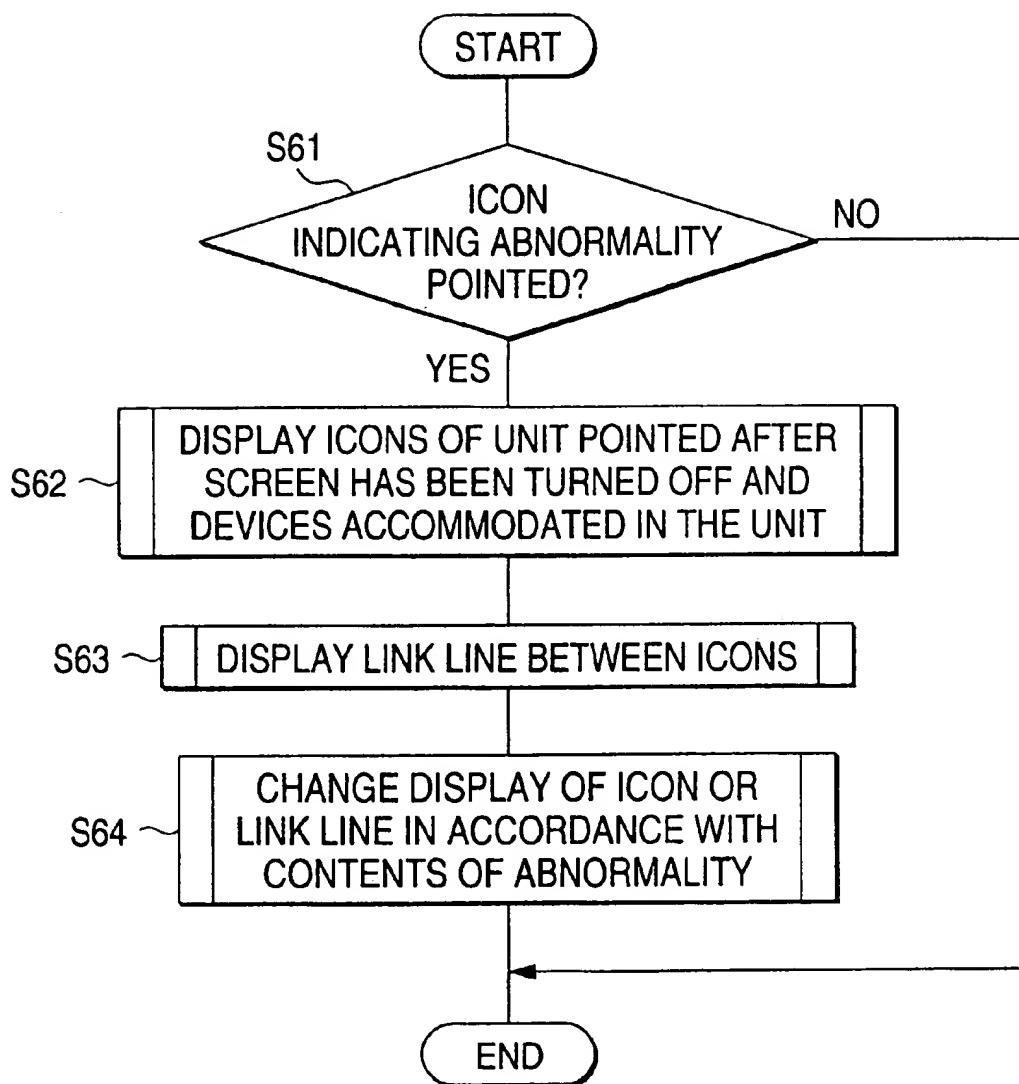 START
S61
ICON
INDICATING ABNORMALITY
POINTED?
NO
YES
S62
DISPLAY ICONS OF UNIT POINTED AFTER
SCREEN HAS BEEN TURNED OFF AND
DEVICES ACCOMMODATED IN THE UNIT
S63
DISPLAY LINK LINE BETWEEN ICONS
S64
CHANGE DISPLAY OF ICON OR
LINK LINE IN ACCORDANCE WITH
CONTENTS OF ABNORMALITY
END